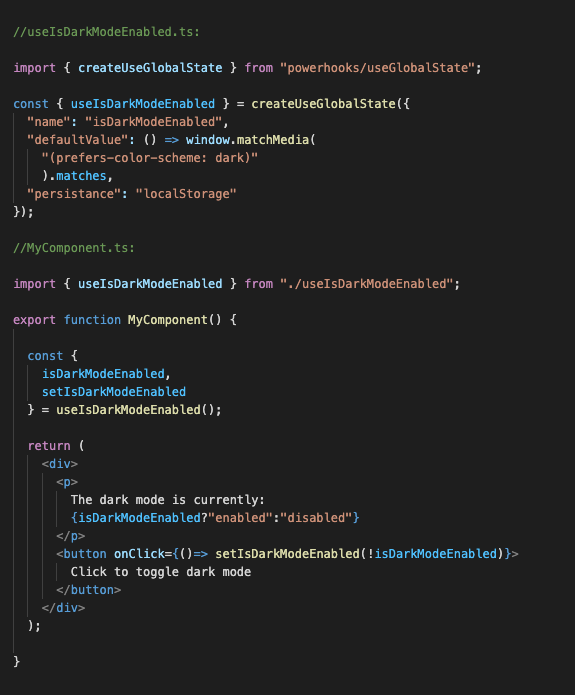 //useIsDarkModeEnabled.ts:
import { createUseGlobalState } from "powerhooks/useGlobalState";
const { useIsDarkModeEnabled } = createUseGlobalState({
"name": "isDarkModeEnabled",
"defaultValue": () => window.matchMedia(
"(prefers-color-scheme: dark)"
).matches,
"persistance": "localStorage"
});
//MyComponent.ts:
import { useIsDarkModeEnabled } from "./useIsDarkModeEnabled";
export function MyComponent() {
const {
isDarkModeEnabled,
setIsDarkModeEnabled
} = useIsDarkModeEnabled();
return (
<div>
<p>
The dark mode is currently:
{isDarkModeEnabled?"enabled":"disabled"}
</p>
<button onClick={()=> setIsDarkModeEnabled(!isDarkModeEnabled)}>
Click to toggle dark mode
</button>
</div>
);
}